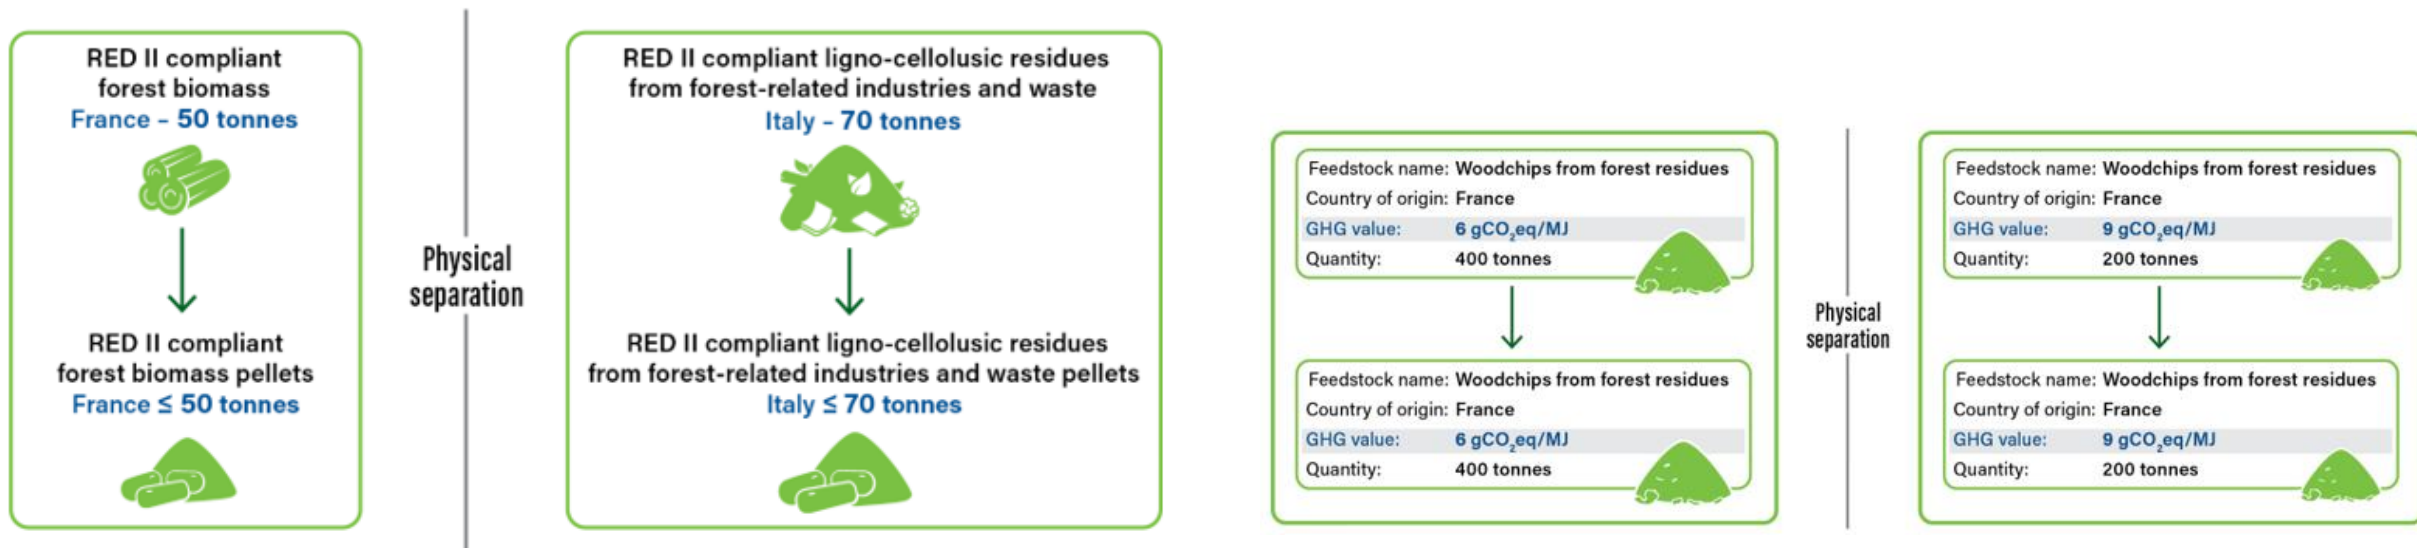 RED II compliant
forest biomass
France – 50 tonnes
RED II compliant
forest biomass pellets
France ≤ 50 tonnes
Physical
separation
RED II compliant ligno-cellolusic residues
from forest-related industries and waste
Italy – 70 tonnes
RED II compliant ligno-cellolusic residues
from forest-related industries and waste pellets
Italy ≤ 70 tonnes
Feedstock name: Woodchips from forest residues
Country of origin: France
GHG value: 6 gCO₂eq/MJ
Quantity: 400 tonnes
Feedstock name: Woodchips from forest residues
Country of origin: France
GHG value: 6 gCO₂eq/MJ
Quantity: 400 tonnes
Physical
separation
Feedstock name: Woodchips from forest residues
Country of origin: France
GHG value: 9 gCO₂eq/MJ
Quantity: 200 tonnes
Feedstock name: Woodchips from forest residues
Country of origin: France
GHG value: 9 gCO₂eq/MJ
Quantity: 200 tonnes